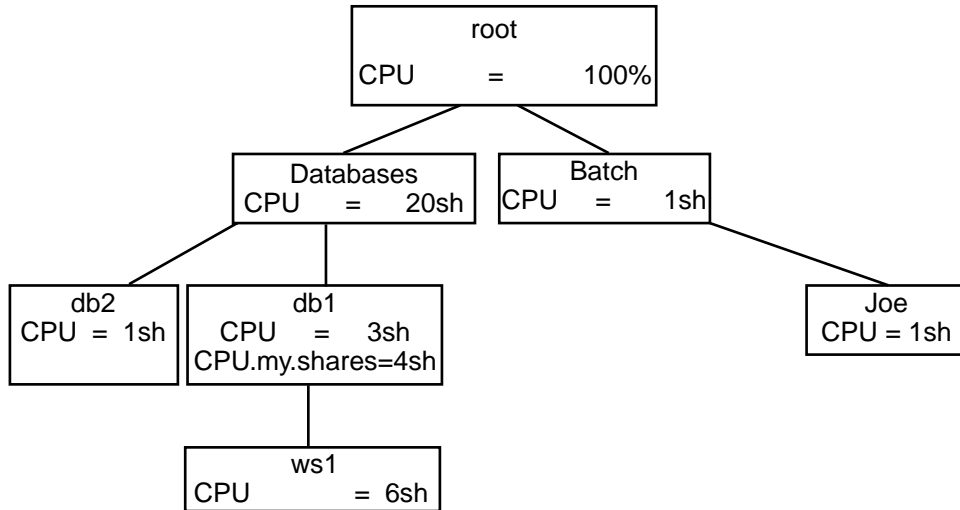 root
CPU = 100%
Databases
CPU = 20sh
Batch
CPU = 1sh
db2
CPU = 1sh
db1
CPU = 3sh
CPU.my.shares=4sh
Joe
CPU = 1sh
ws1
CPU = 6sh